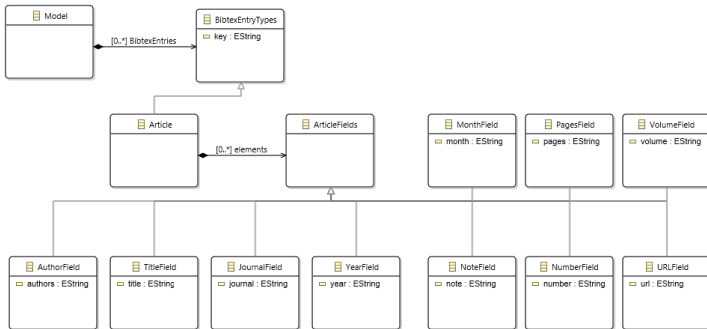 Model
[0..*] BibtexEntries
BibtexEntryTypes
key : EString
Article
[0..*] elements
ArticleFields
MonthField
month : EString
PagesField
pages : EString
VolumeField
volume : EString
AuthorField
authors : EString
TitleField
title : EString
JournalField
journal : EString
YearField
year : EString
NoteField
note : EString
NumberField
number : EString
URLField
url : EString